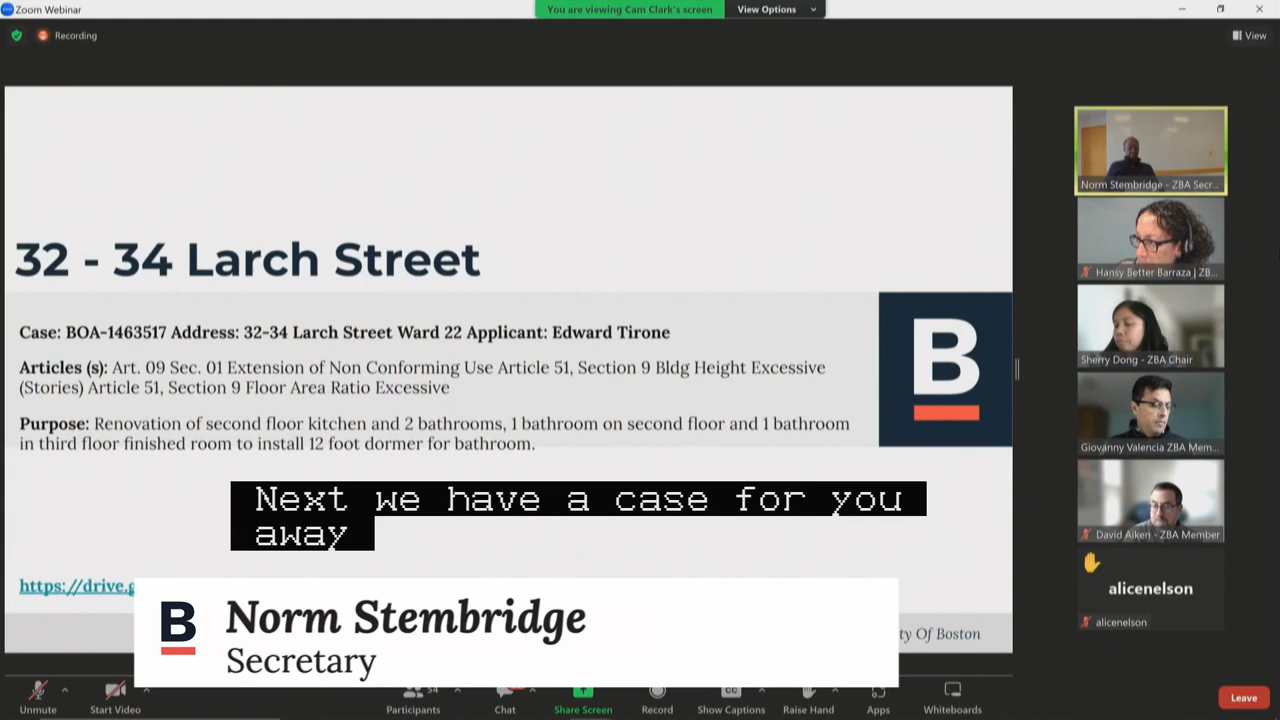 Zoom Webinar
You are viewing Cam Clark's screen
View Options
Recording
View
32 - 34 Larch Street
Case: BOA-1463517 Address: 32-34 Larch Street Ward 22 Applicant: Edward Tirone
Articles (s): Art. 09 Sec. 01 Extension of Non Conforming Use Article 51, Section 9 Bldg Height Excessive
(Stories) Article 51, Section 9 Floor Area Ratio Excessive
Purpose: Renovation of second floor kitchen and 2 bathrooms, 1 bathroom on second floor and 1 bathroom
in third floor finished room to install 12 foot dormer for bathroom.
B
Next we have a case for you
away
https://drive.g
B
Norm Stembridge
Secretary
ty Of Boston
Norm Stembridge - ZBA Secr...
Hansy Better Barraza | ZB...
Sherry Dong - ZBA Chair
Giovanny Valencia ZBA Mem...
David Aiken - ZBA Member
alicenelson
alicenelson
Unmute
Start Video
54
Participants
Chat
Share Screen
Record
CC
Show Captions
Raise Hand
Apps
Whiteboards
Leave